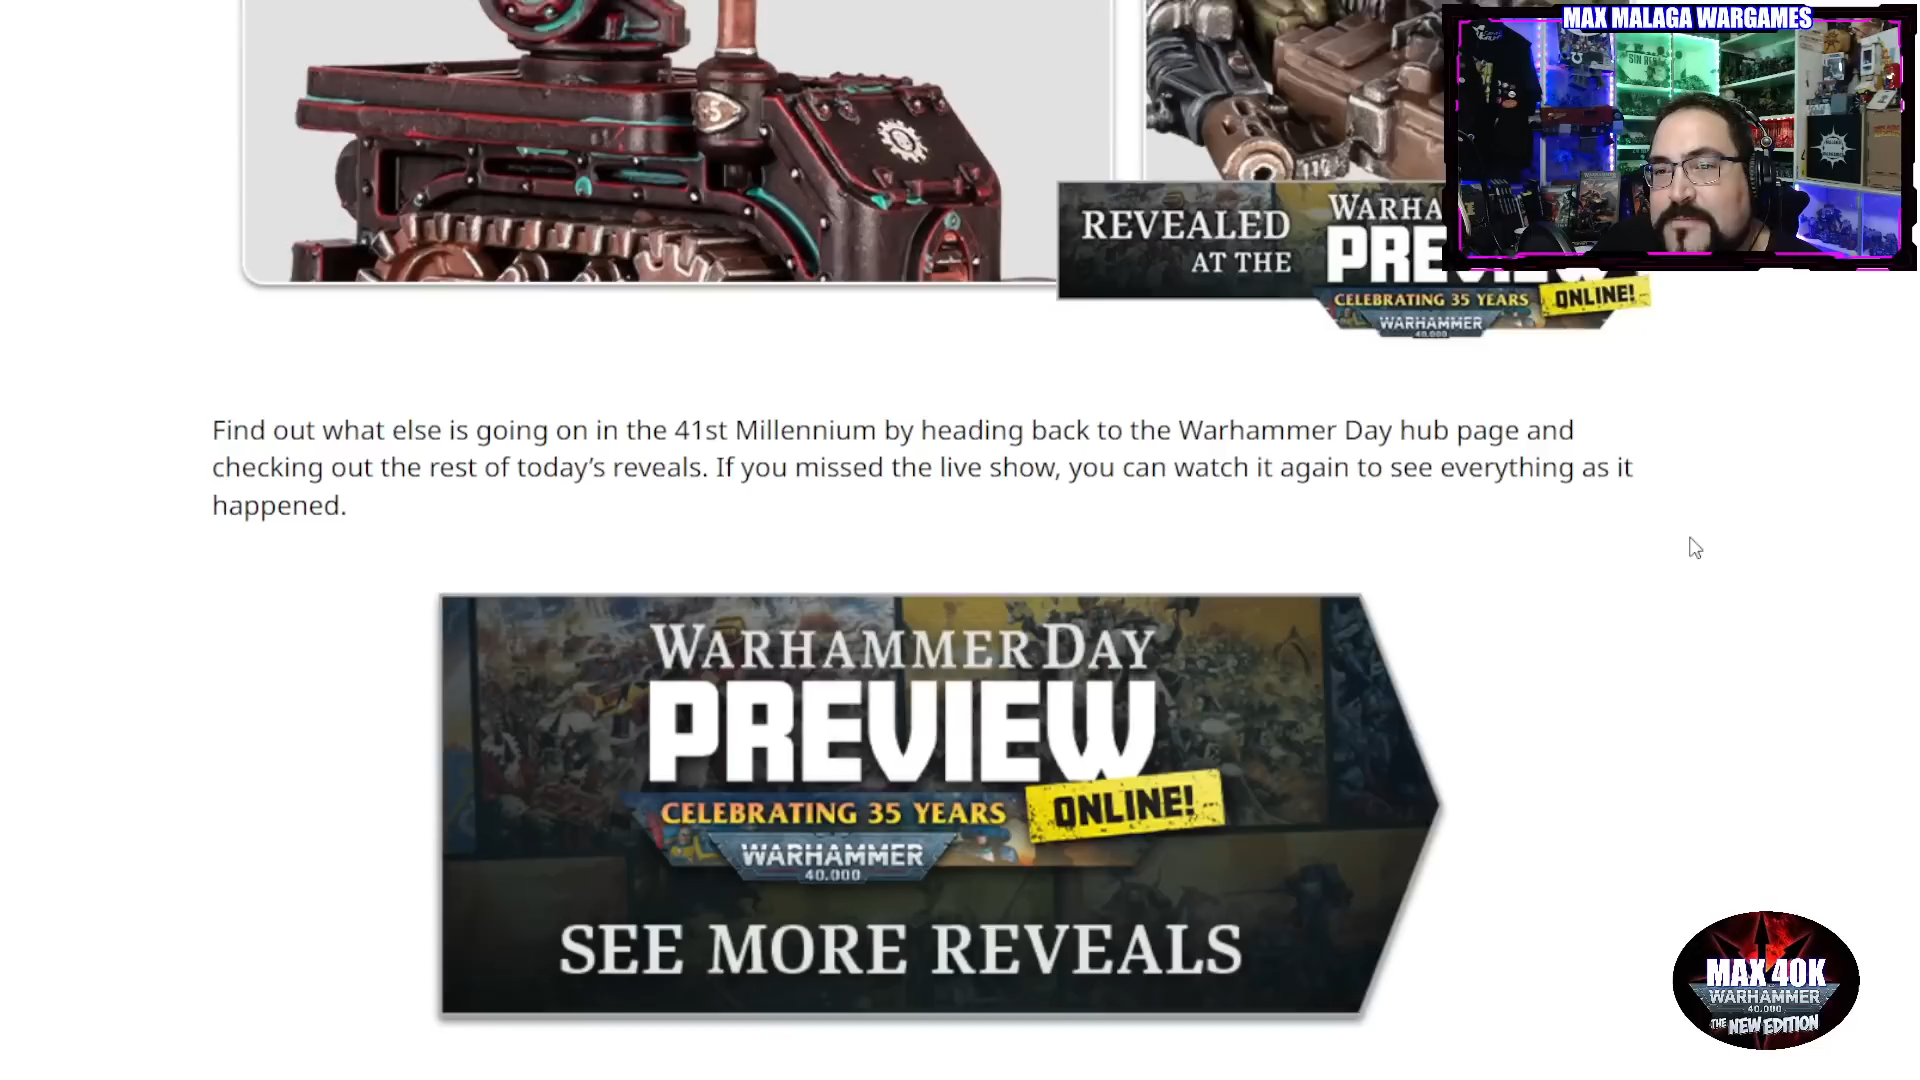 MAX MALAGA WARGAMES
REVEALED
AT THE
WARHA
PRE
CELEBRATING 35 YEARS
ONLINE!
WARHAMMER
40,000
Find out what else is going on in the 41st Millennium by heading back to the Warhammer Day hub page and
checking out the rest of today’s reveals. If you missed the live show, you can watch it again to see everything as it
happened.
WARHAMMER DAY
PREVIEW
ONLINE!
CELEBRATING 35 YEARS
WARHAMMER
40,000
SEE MORE REVEALS
MAX 40K
WARHAMMER
40,000
THE NEW EDITION